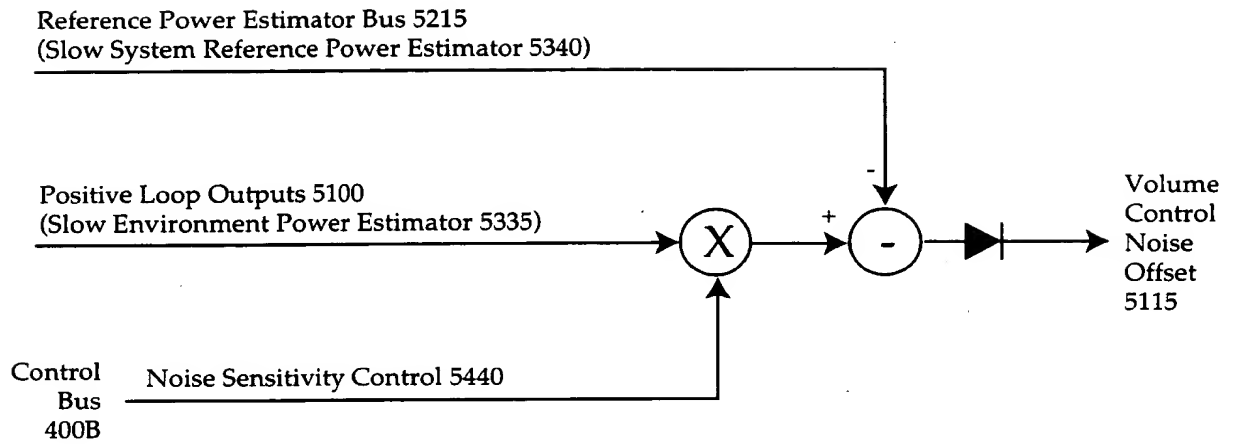 Reference Power Estimator Bus 5215
(Slow System Reference Power Estimator 5340)
-
Positive Loop Outputs 5100
(Slow Environment Power Estimator 5335)
X
+
-
Volume
Control
Noise
Offset
5115
Control
Bus
400B
Noise Sensitivity Control 5440